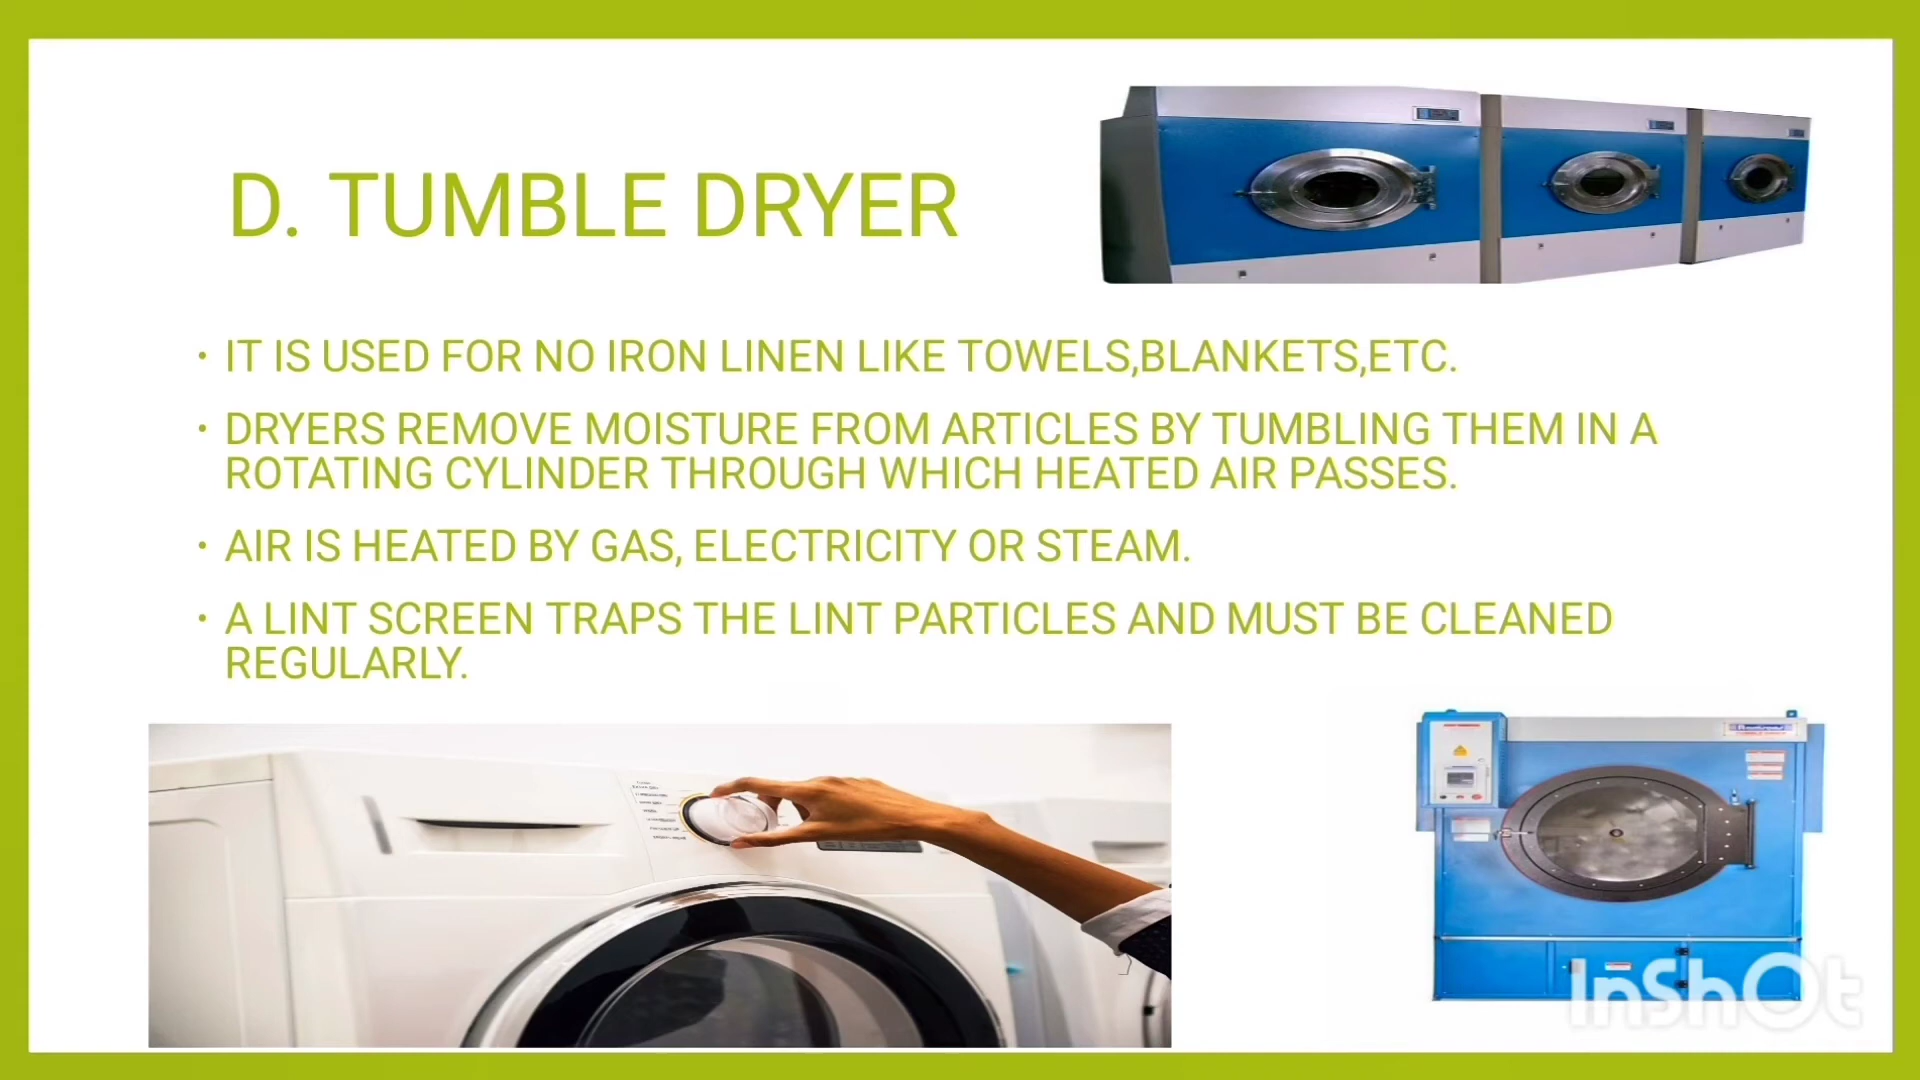 D. TUMBLE DRYER
• IT IS USED FOR NO IRON LINEN LIKE TOWELS,BLANKETS,ETC.
• DRYERS REMOVE MOISTURE FROM ARTICLES BY TUMBLING THEM IN A
ROTATING CYLINDER THROUGH WHICH HEATED AIR PASSES.
• AIR IS HEATED BY GAS, ELECTRICITY OR STEAM.
• A LINT SCREEN TRAPS THE LINT PARTICLES AND MUST BE CLEANED
REGULARLY.
TUMBLE DRYER
InShOt